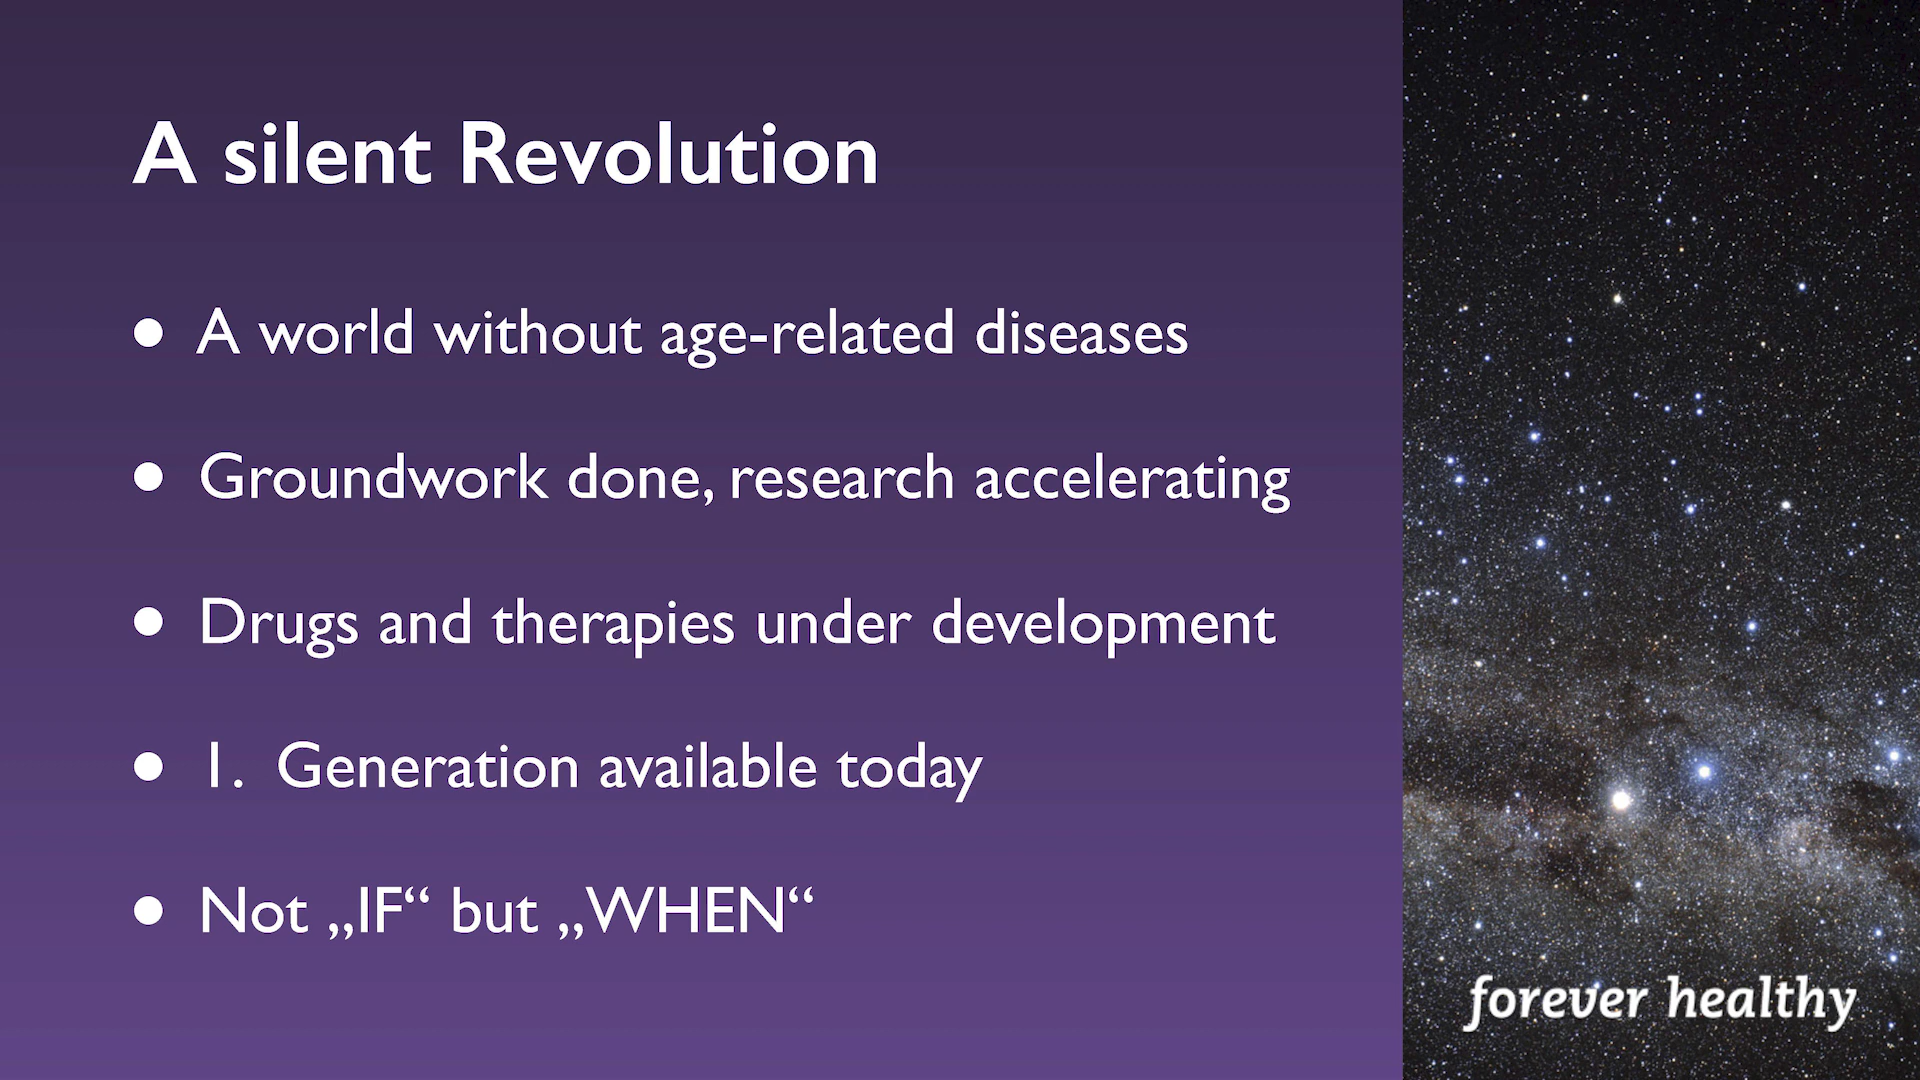 A silent Revolution
● A world without age-related diseases
● Groundwork done, research accelerating
● Drugs and therapies under development
● 1. Generation available today
● Not „IF“ but „WHEN“
forever healthy